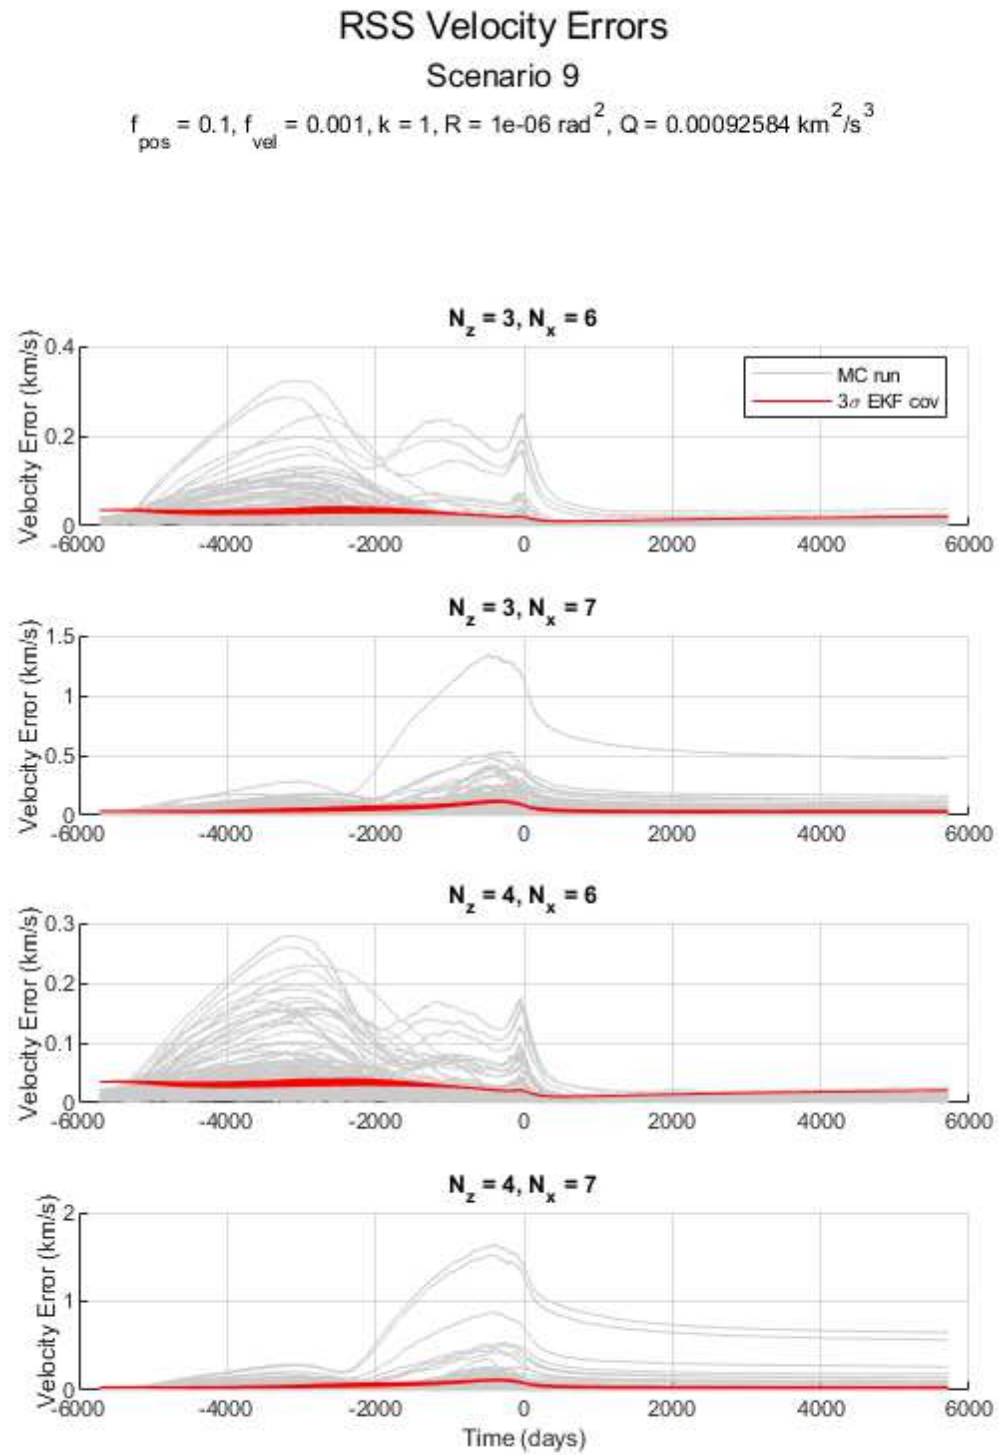 RSS Velocity Errors
Scenario 9
f_pos = 0.1, f_vel = 0.001, k = 1, R = 1e-06 rad^2, Q = 0.00092584 km^2/s^3
N_z = 3, N_x = 6
Velocity Error (km/s)
0.4
0.2
0
MC run
3σ EKF cov
-6000 -4000 -2000 0 2000 4000 6000
N_z = 3, N_x = 7
Velocity Error (km/s)
1.5
1
0.5
0
-6000 -4000 -2000 0 2000 4000 6000
N_z = 4, N_x = 6
Velocity Error (km/s)
0.3
0.2
0.1
0
-6000 -4000 -2000 0 2000 4000 6000
N_z = 4, N_x = 7
Velocity Error (km/s)
2
1
0
-6000 -4000 -2000 0 2000 4000 6000
Time (days)